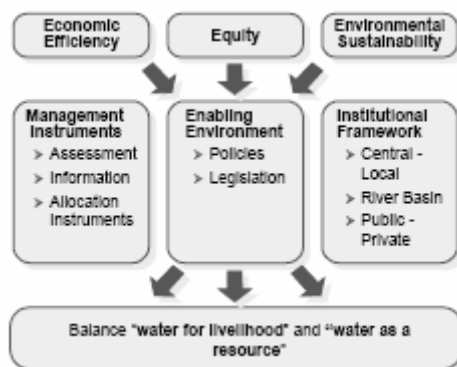 Economic
Efficiency
Equity
Environmental
Sustainability
Management
Instruments
➢ Assessment
➢ Information
➢ Allocation
Instruments
Enabling
Environment
➢ Policies
➢ Legislation
Institutional
Framework
➢ Central -
Local
➢ River Basin
➢ Public -
Private
Balance "water for livelihood" and "water as a
resource"